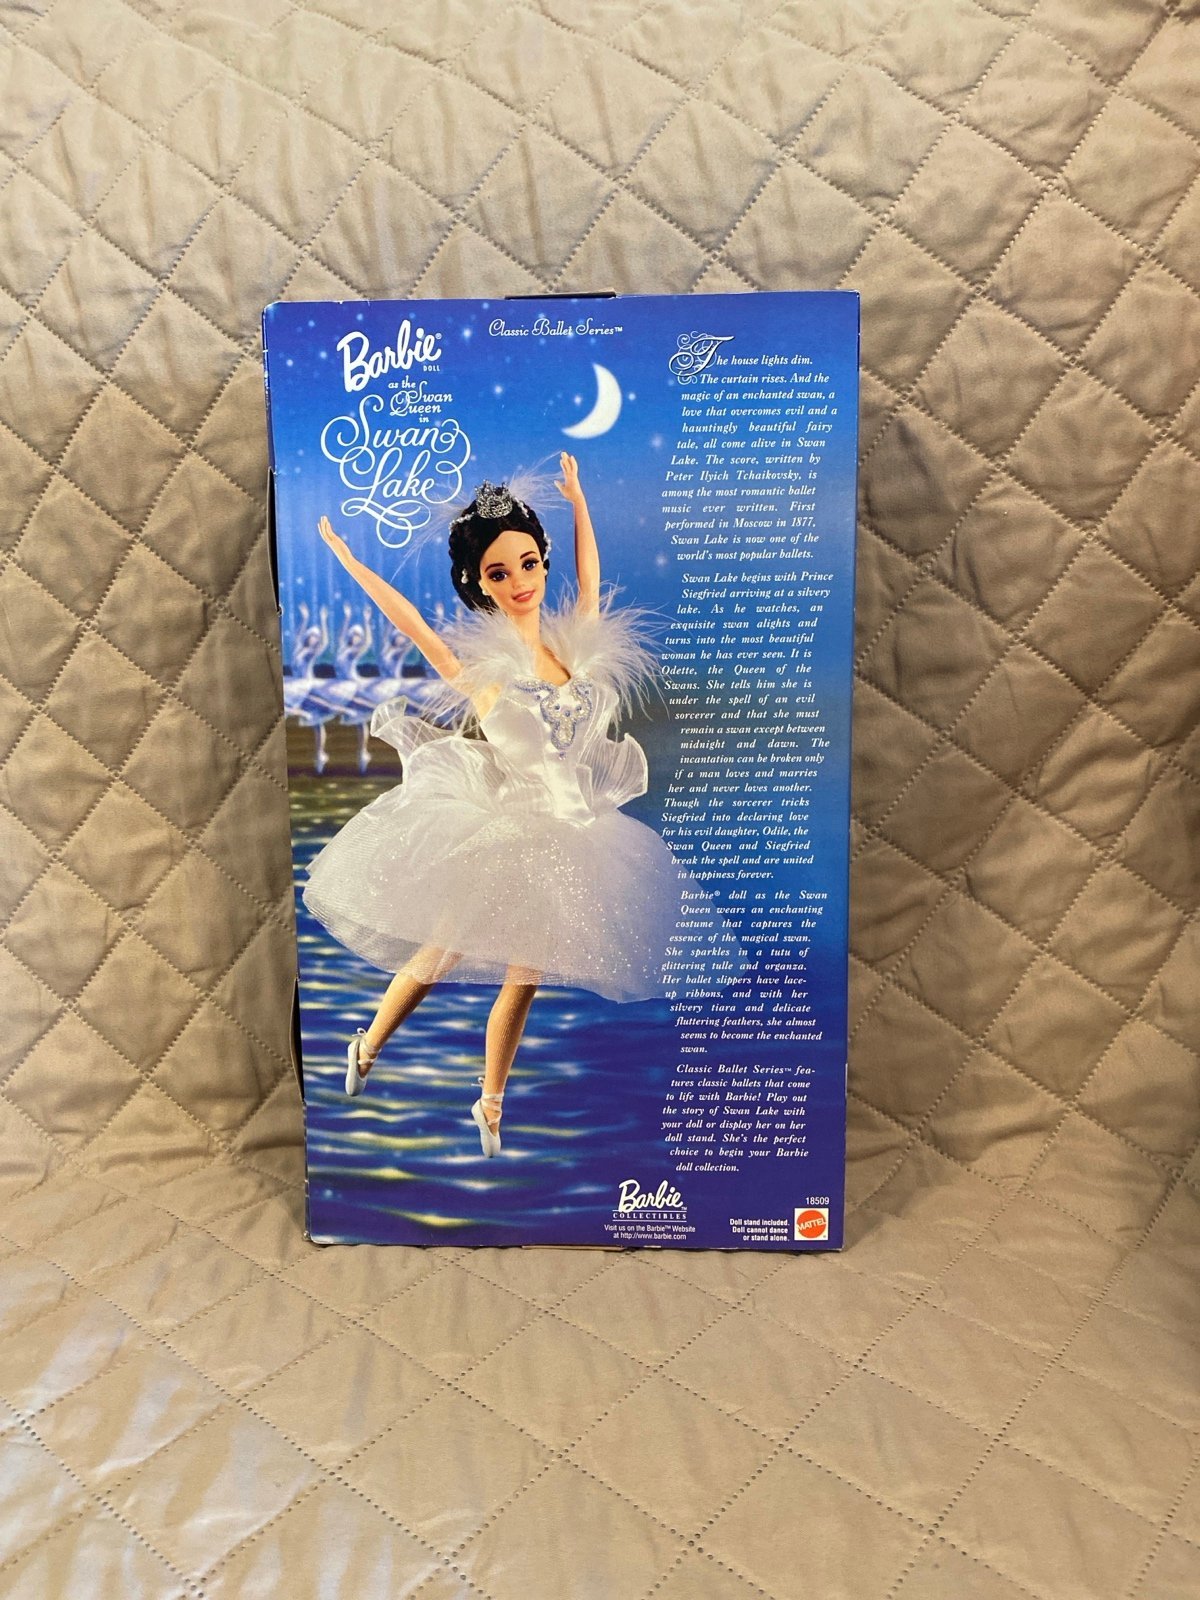 Barbie®
DOLL
as the
Swan
Queen
in
Swan
Lake
Classic Ballet Series™
The house lights dim.
The curtain rises. And the
magic of an enchanted swan, a
love that overcomes evil and a
hauntingly beautiful fairy
tale, all come alive in Swan
Lake. The score, written by
Peter Ilyich Tchaikovsky, is
among the most romantic ballet
music ever written. First
performed in Moscow in 1877,
Swan Lake is now one of the
world's most popular ballets.
Swan Lake begins with Prince
Siegfried arriving at a silvery
lake. As he watches, an
exquisite swan alights and
turns into the most beautiful
woman he has ever seen. It is
Odette, the Queen of the
Swans. She tells him she is
under the spell of an evil
sorcerer and that she must
remain a swan except between
midnight and dawn. The
incantation can be broken only
if a man loves and marries
her and never loves another.
Though the sorcerer tricks
Siegfried into declaring love
for his evil daughter, Odile, the
Swan Queen and Siegfried
break the spell and are united
in happiness forever.
Barbie® doll as the Swan
Queen wears an enchanting
costume that captures the
essence of the magical swan.
She sparkles in a tutu of
glittering tulle and organza.
Her ballet slippers have lace-
up ribbons, and with her
silvery tiara and delicate
fluttering feathers, she almost
seems to become the enchanted
swan.
Classic Ballet Series™ fea-
tures classic ballets that come
to life with Barbie! Play out
the story of Swan Lake with
your doll or display her on her
doll stand. She's the perfect
choice to begin your Barbie
doll collection.
Barbie™
COLLECTIBLES
Visit us on the Barbie™ Website
at http://www.barbie.com
18509
Doll stand included.
Doll cannot dance
or stand alone.
MATTEL